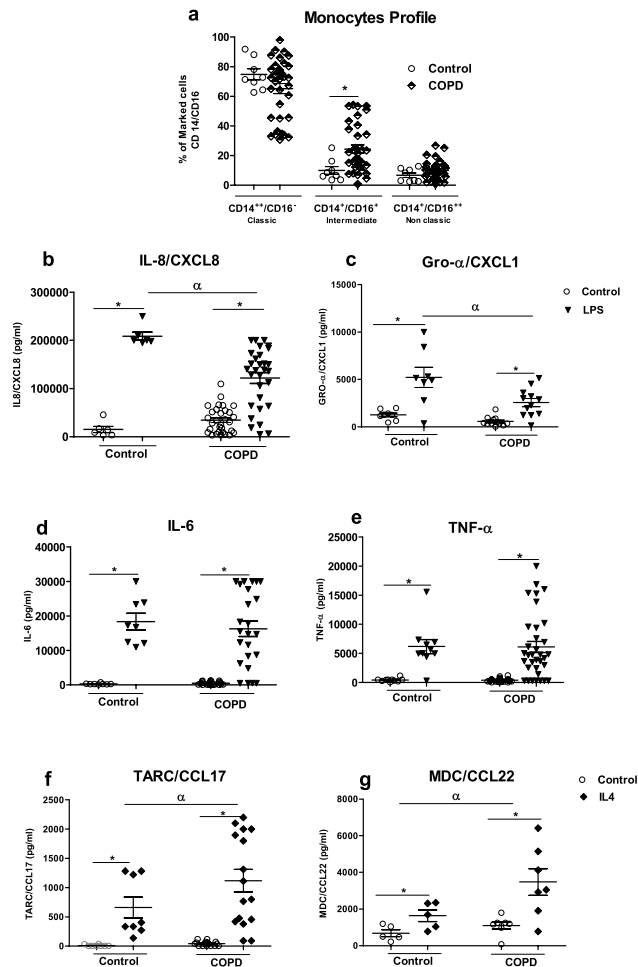 a
Monocytes Profile
% of Marked cells
CD 14/CD16
100
80
60
40
20
0
Control
COPD
*
CD14++/CD16-
Classic
CD14+/CD16+
Intermediate
CD14+/CD16++
Non classic
b
IL-8/CXCL8
IL8/CXCL8 (pg/ml)
300000
200000
100000
0
*
α
*
Control
COPD
c
Gro-α/CXCL1
GRO-α/CXCL1 (pg/ml)
15000
10000
5000
0
*
α
*
Control
COPD
Control
LPS
d
IL-6
IL-6 (pg/ml)
40000
30000
20000
10000
0
*
*
Control
COPD
e
TNF-α
TNF-α (pg/ml)
25000
20000
15000
10000
5000
0
*
*
Control
COPD
f
TARC/CCL17
TARC/CCL17 (pg/ml)
2500
2000
1500
1000
500
0
*
α
*
Control
COPD
g
MDC/CCL22
MDC/CCL22 (pg/ml)
8000
6000
4000
2000
0
*
α
*
Control
COPD
Control
IL4